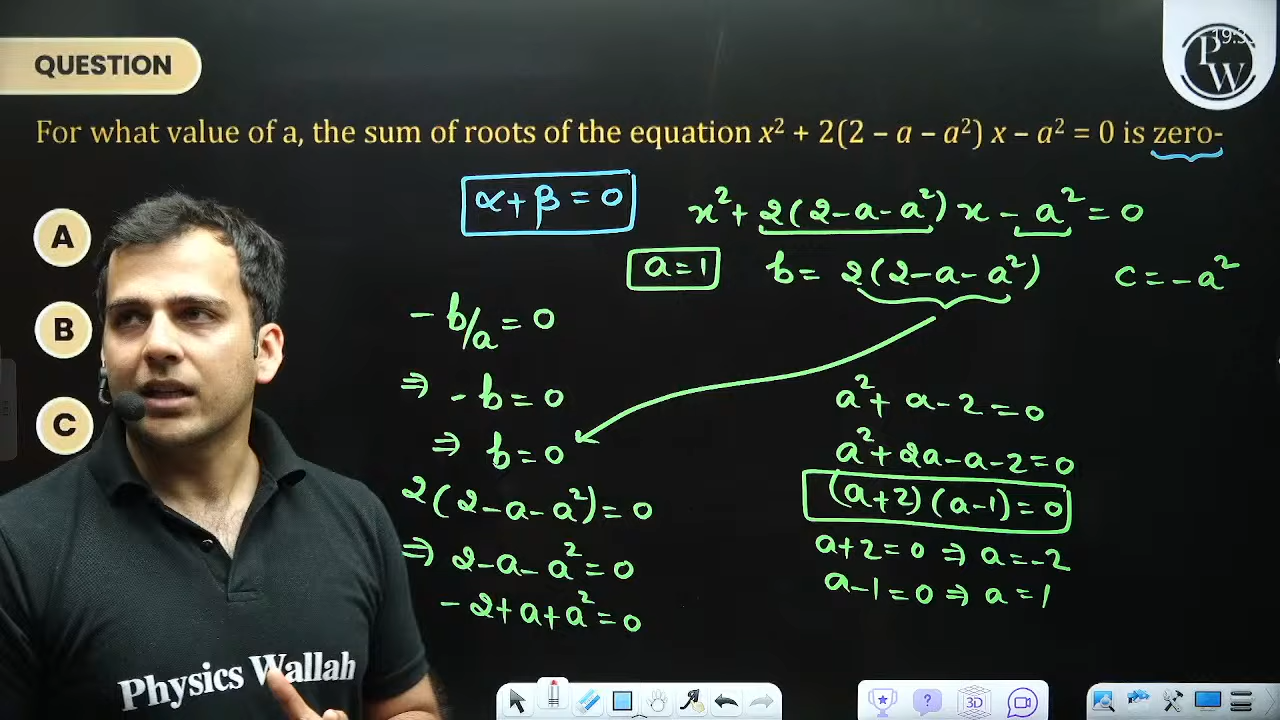 QUESTION
19:3
P
W
For what value of a, the sum of roots of the equation x² + 2(2 − a − a²) x − a² = 0 is zero-
A
B
C
α+β=0
x²+2(2-a-a²)x-a²=0
a=1
b=2(2-a-a²)
c=-a²
-b/a=0
⇒ -b=0
⇒ b=0
2(2-a-a²)=0
⇒ 2-a-a²=0
-2+a+a²=0
a²+a-2=0
a²+2a-a-2=0
(a+2)(a-1)=0
a+2=0 ⇒ a=-2
a-1=0 ⇒ a=1
Physics Wallah
?
3D